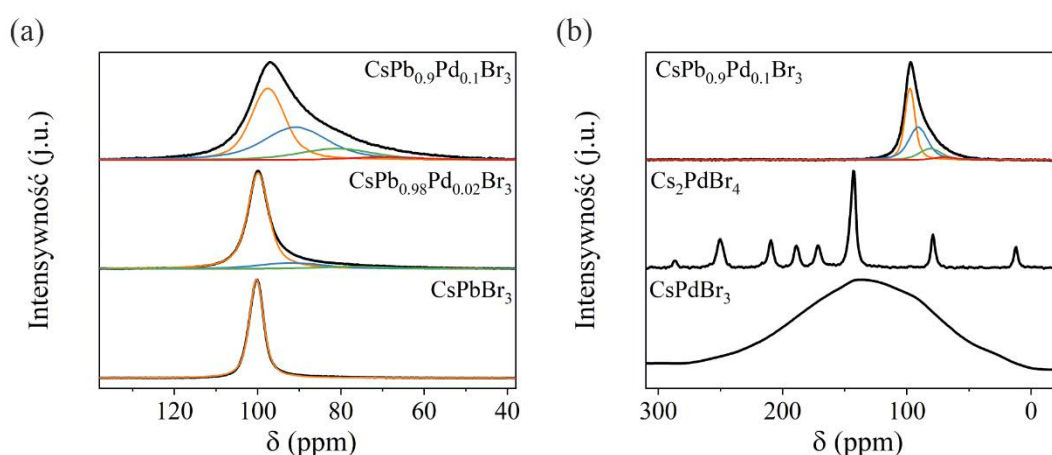 (a)
Intensywność (j.u.)
CsPb₀.₉Pd₀.₁Br₃
CsPb₀.₉₈Pd₀.₀₂Br₃
CsPbBr₃
120 100 80 60 40
δ (ppm)
(b)
Intensywność (j.u.)
CsPb₀.₉Pd₀.₁Br₃
Cs₂PdBr₄
CsPdBr₃
300 200 100 0
δ (ppm)